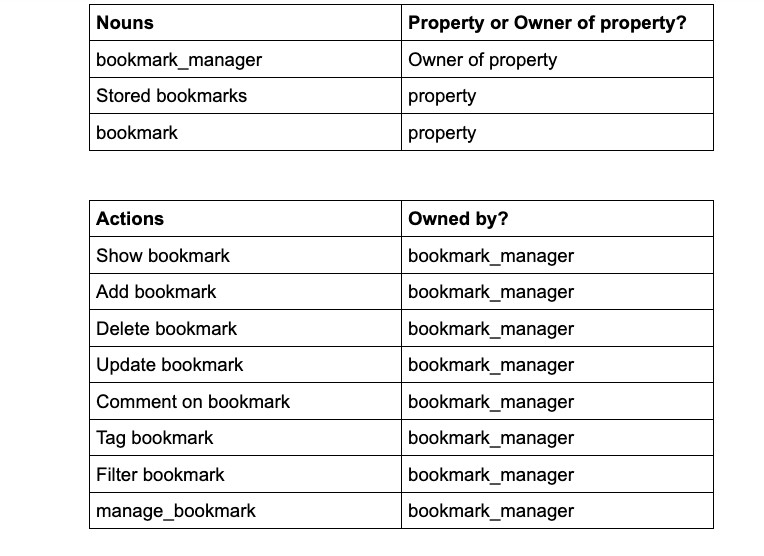 Nouns Property or Owner of property?
bookmark_manager Owner of property
Stored bookmarks property
bookmark property
Actions Owned by?
Show bookmark bookmark_manager
Add bookmark bookmark_manager
Delete bookmark bookmark_manager
Update bookmark bookmark_manager
Comment on bookmark bookmark_manager
Tag bookmark bookmark_manager
Filter bookmark bookmark_manager
manage_bookmark bookmark_manager